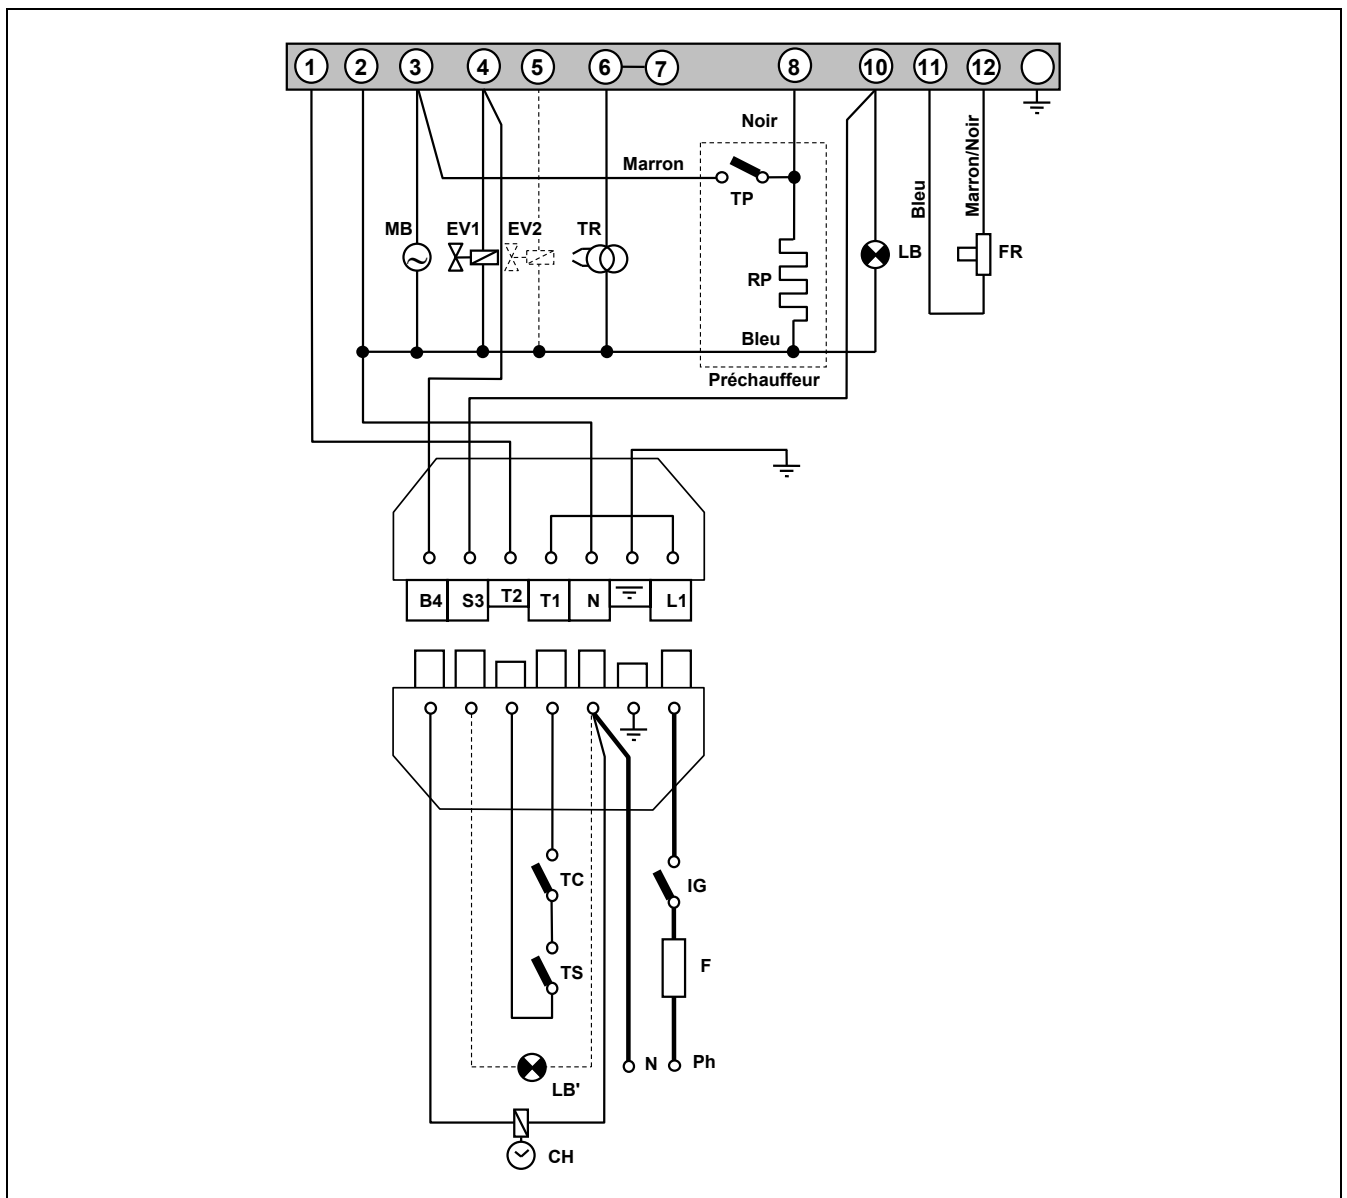 1 2 3 4 5 6 7 8 10 11 12
Noir
Marron
TP
Bleu
Marron/Noir
MB EV1 EV2 TR
LB
FR
RP
Bleu
Préchauffeur
B4 S3 T2 T1 N L1
TC
IG
TS
F
LB'
N
Ph
CH